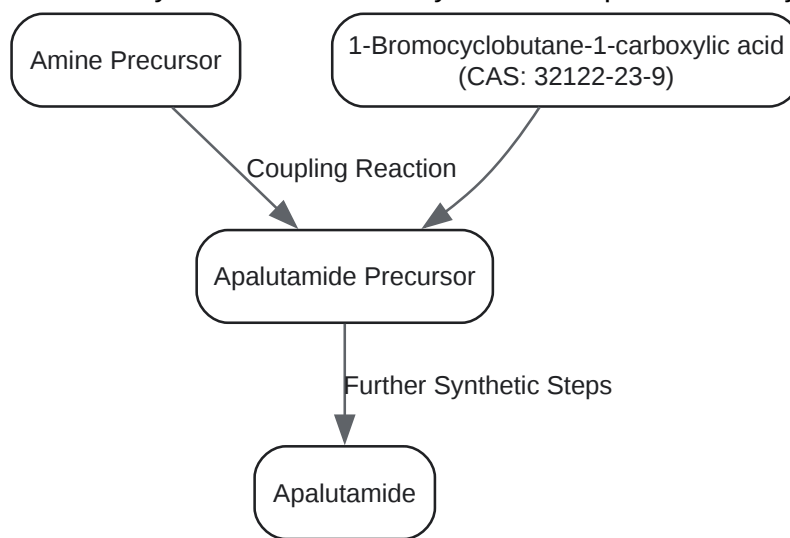 Amine Precursor
1-Bromocyclobutane-1-carboxylic acid
(CAS: 32122-23-9)
Coupling Reaction
Apalutamide Precursor
Further Synthetic Steps
Apalutamide